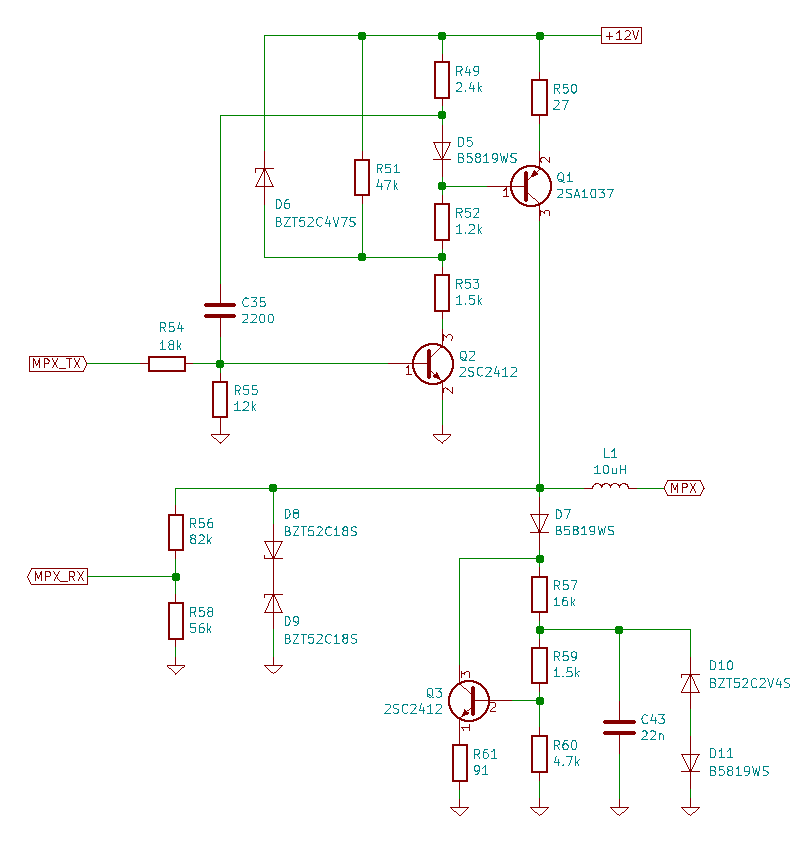 +12V
R49
2.4k
R50
27
D5
B5819WS
2
Q1
2SA1037
1
3
R51
47k
D6
BZT52C4V7S
R52
1.2k
R53
1.5k
C35
2200
R54
18k
MPX_TX
3
Q2
2SC2412
1
2
R55
12k
L1
10uH
MPX
D8
BZT52C18S
D7
B5819WS
R56
82k
MPX_RX
R58
56k
D9
BZT52C18S
R57
16k
R59
1.5k
D10
BZT52C2V4S
3
Q3
2SC2412
2
1
C43
22n
R60
4.7k
R61
91
D11
B5819WS